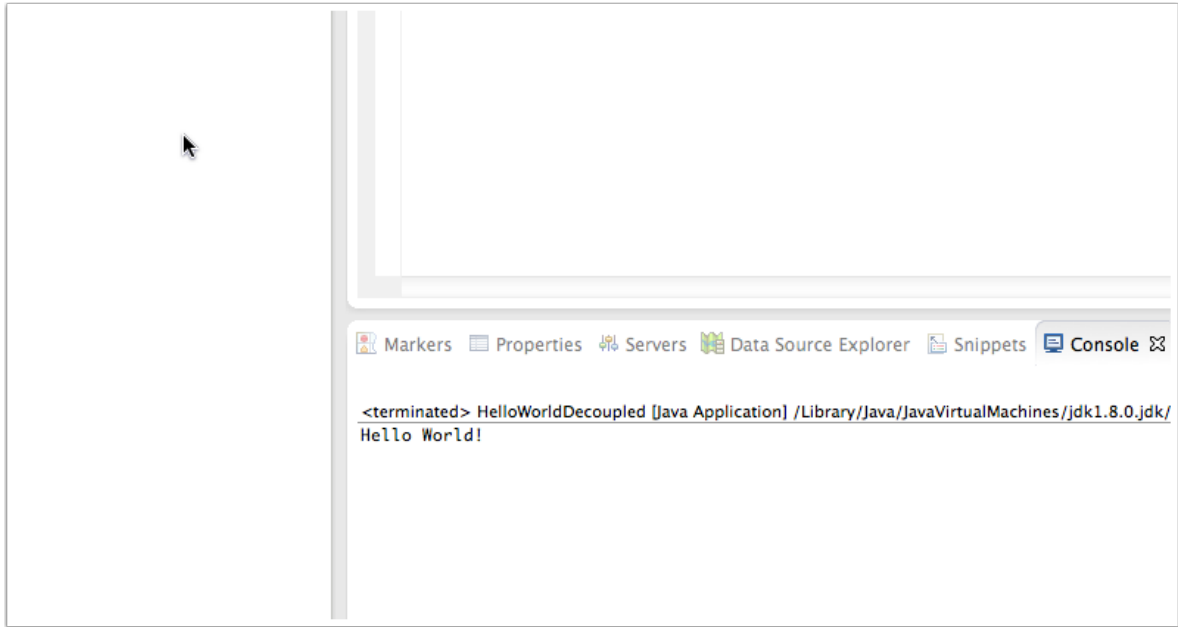 Markers Properties Servers Data Source Explorer Snippets Console
<terminated> HelloWorldDecoupled [Java Application] /Library/Java/JavaVirtualMachines/jdk1.8.0.jdk/
Hello World!